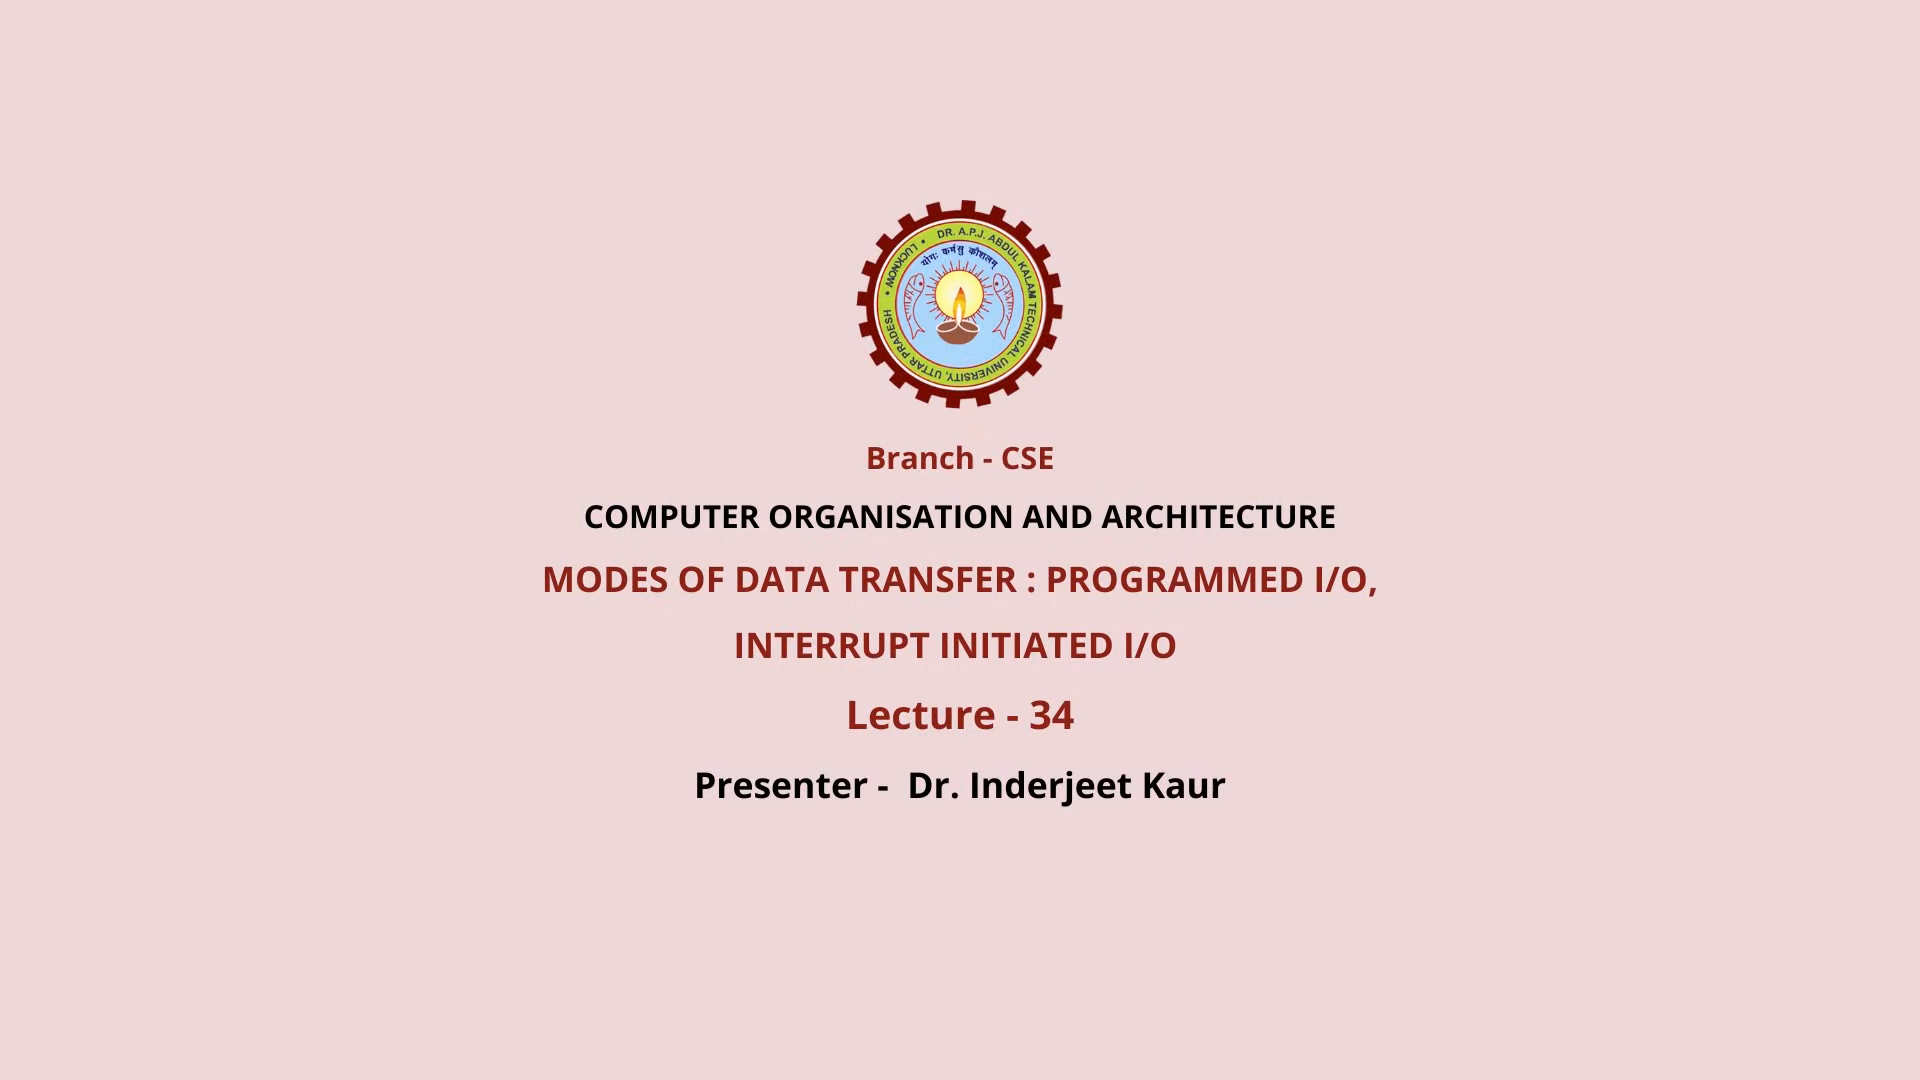 DR. A.P.J. ABDUL KALAM TECHNICAL UNIVERSITY, UTTAR PRADESH • LUCKNOW •
योगः कर्मसु कौशलम्
Branch - CSE
COMPUTER ORGANISATION AND ARCHITECTURE
MODES OF DATA TRANSFER : PROGRAMMED I/O,
INTERRUPT INITIATED I/O
Lecture - 34
Presenter - Dr. Inderjeet Kaur